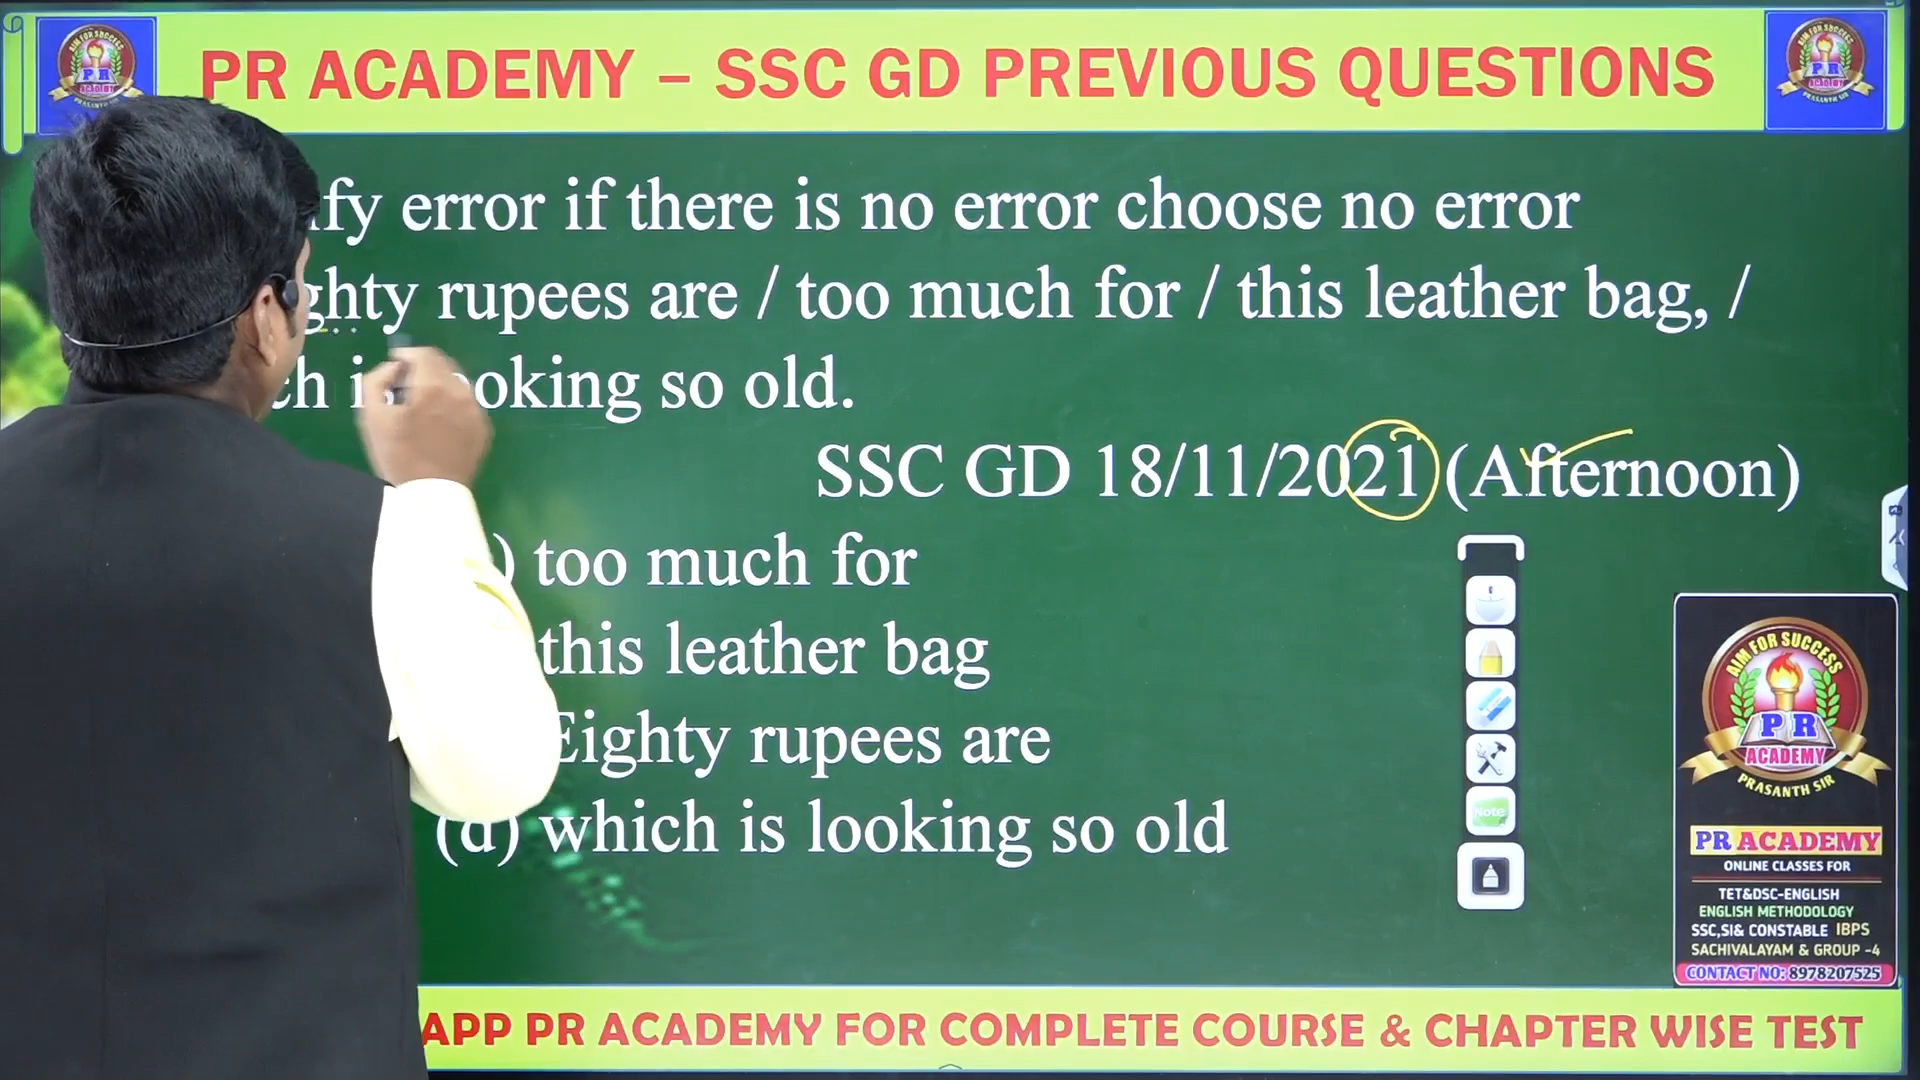 PR ACADEMY – SSC GD PREVIOUS QUESTIONS
error if there is no error choose no error
rupees are / too much for / this leather bag, /
so old.
SSC GD 18/11/2021 (Afternoon)
too much for
this leather bag
Eighty rupees are
(d) which is looking so old
AIM FOR SUCCESS
PR
ACADEMY
PRASANTH SIR
PR ACADEMY
ONLINE CLASSES FOR
TET&DSC-ENGLISH
ENGLISH METHODOLOGY
SSC,SI& CONSTABLE IBPS
SACHIVALAYAM & GROUP -4
CONTACT NO: 8978207525
Note
APP PR ACADEMY FOR COMPLETE COURSE & CHAPTER WISE TEST